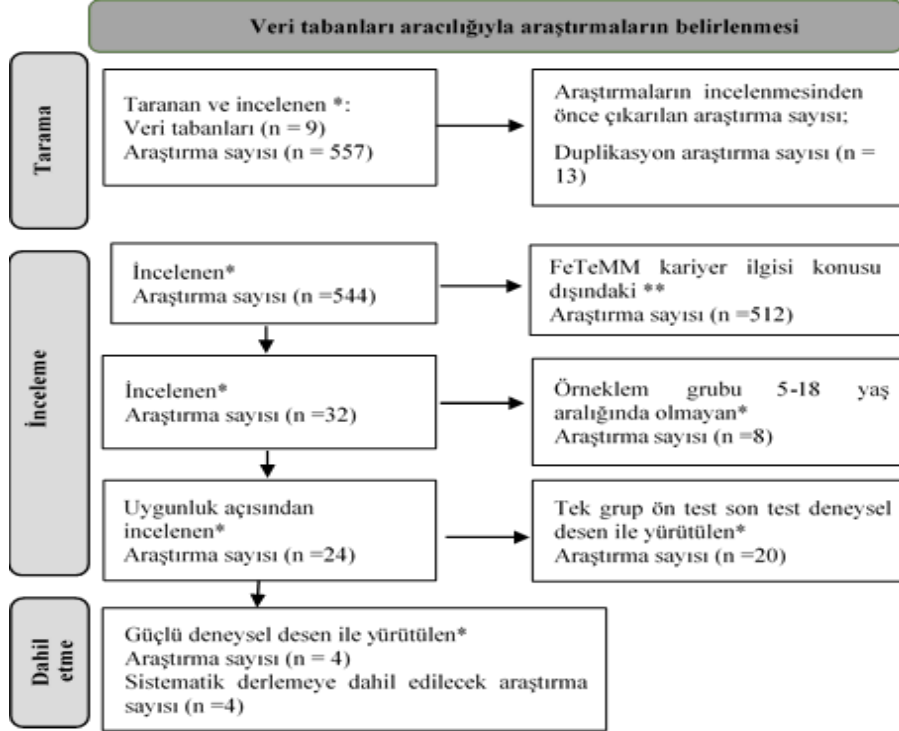 Veri tabanları aracılığıyla araştırmaların belirlenmesi
Tarama
Taranan ve incelenen *:
Veri tabanları (n = 9)
Araştırma sayısı (n = 557)
Araştırmaların incelenmesinden
önce çıkarılan araştırma sayısı;
Duplikasyon araştırma sayısı (n =
13)
İnceleme
İncelenen*
Araştırma sayısı (n =544)
FeTeMM kariyer ilgisi konusu
dışındaki **
Araştırma sayısı (n =512)
İncelenen*
Araştırma sayısı (n =32)
Örneklem grubu 5-18 yaş
aralığında olmayan*
Araştırma sayısı (n =8)
Uygunluk açısından
incelenen*
Araştırma sayısı (n =24)
Tek grup ön test son test deneysel
desen ile yürütülen*
Araştırma sayısı (n =20)
Dahil
etme
Güçlü deneysel desen ile yürütülen*
Araştırma sayısı (n = 4)
Sistematik derlemeye dahil edilecek araştırma
sayısı (n =4)